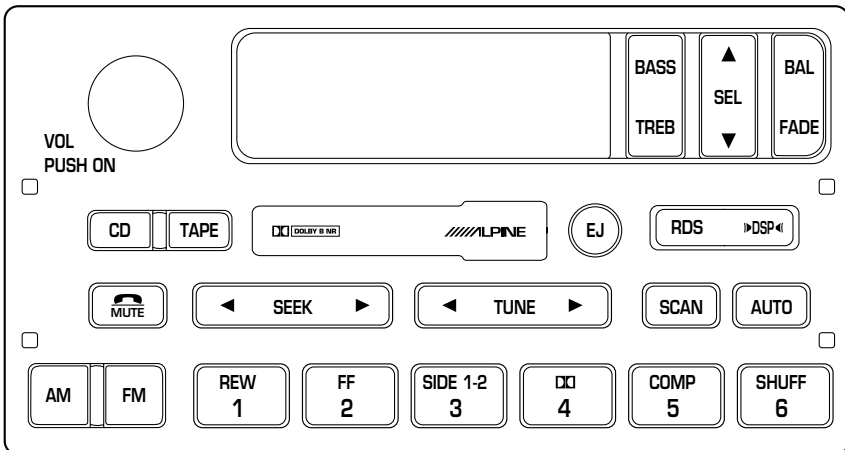 BASS
TREB
▲
SEL
▼
BAL
FADE
VOL
PUSH ON
CD
TAPE
DOLBY B NR
ALPINE
EJ
RDS
DSP
MUTE
◄ SEEK ►
◄ TUNE ►
SCAN
AUTO
AM
FM
REW
1
FF
2
SIDE 1-2
3
4
COMP
5
SHUFF
6